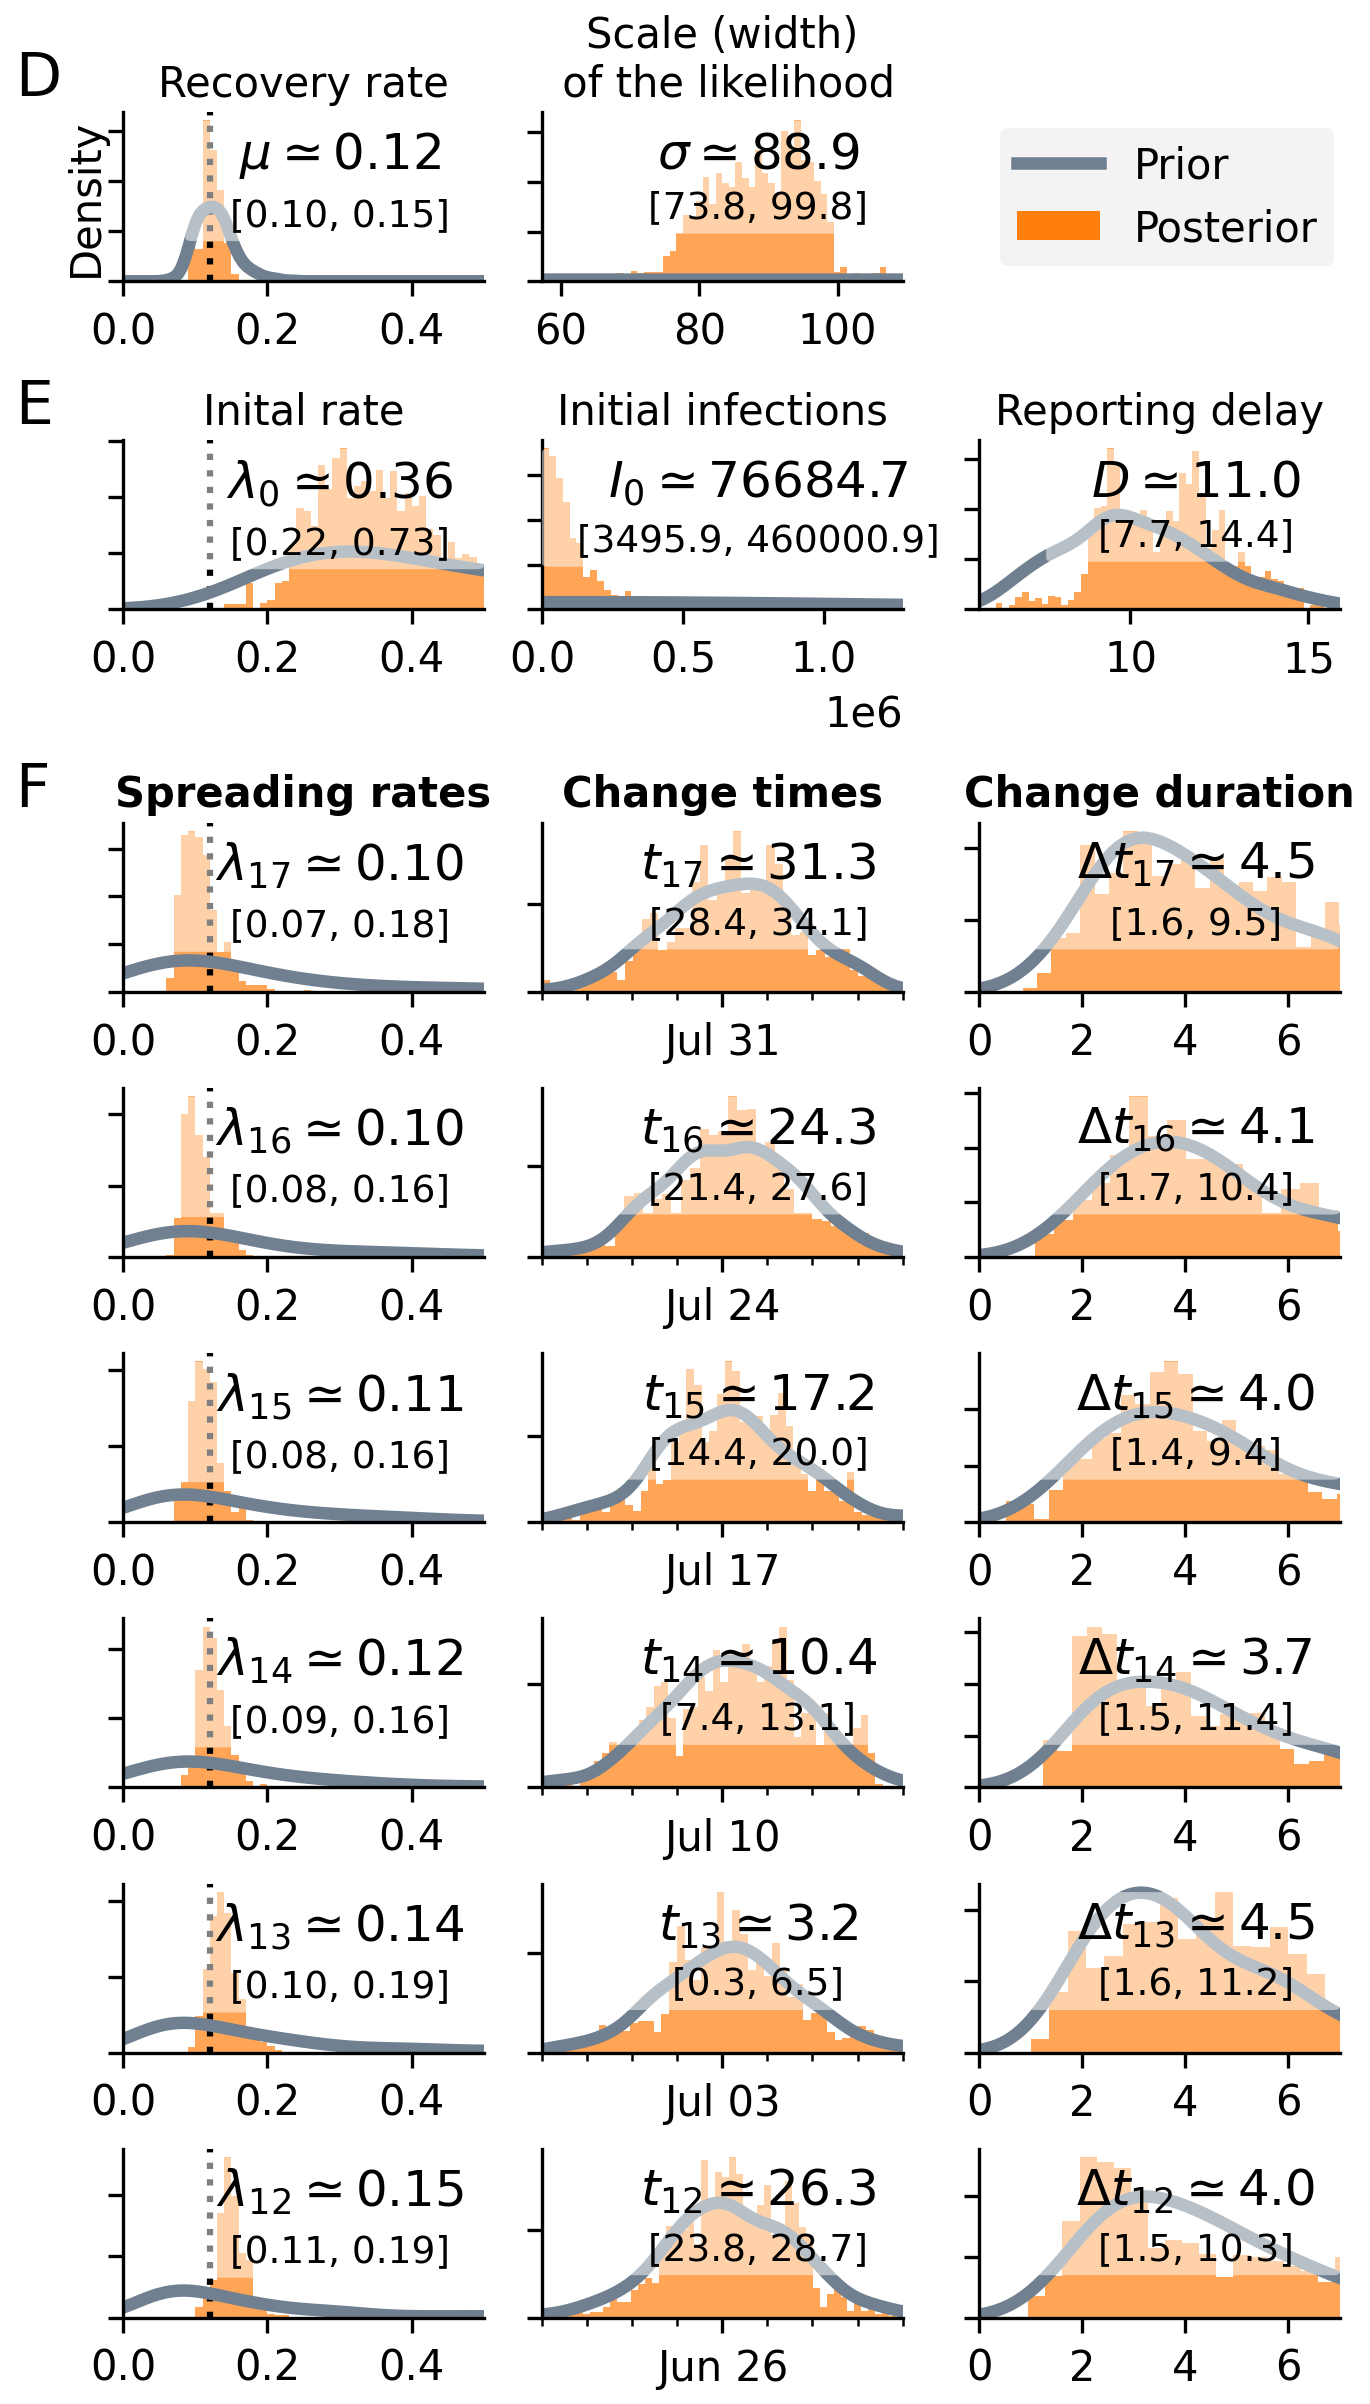 D
Recovery rate
Scale (width)
of the likelihood
Density
μ ≃ 0.12
[0.10, 0.15]
0.0 0.2 0.4
σ ≃ 88.9
[73.8, 99.8]
60 80 100
Prior
Posterior
E
Inital rate
λ0 ≃ 0.36
[0.22, 0.73]
0.0 0.2 0.4
Initial infections
I0 ≃ 76684.7
[3495.9, 460000.9]
0.0 0.5 1.0
1e6
Reporting delay
D ≃ 11.0
[7.7, 14.4]
10 15
F
Spreading rates
Change times
Change duration
λ17 ≃ 0.10
[0.07, 0.18]
0.0 0.2 0.4
t17 ≃ 31.3
[28.4, 34.1]
Jul 31
Δt17 ≃ 4.5
[1.6, 9.5]
0 2 4 6
λ16 ≃ 0.10
[0.08, 0.16]
0.0 0.2 0.4
t16 ≃ 24.3
[21.4, 27.6]
Jul 24
Δt16 ≃ 4.1
[1.7, 10.4]
0 2 4 6
λ15 ≃ 0.11
[0.08, 0.16]
0.0 0.2 0.4
t15 ≃ 17.2
[14.4, 20.0]
Jul 17
Δt15 ≃ 4.0
[1.4, 9.4]
0 2 4 6
λ14 ≃ 0.12
[0.09, 0.16]
0.0 0.2 0.4
t14 ≃ 10.4
[7.4, 13.1]
Jul 10
Δt14 ≃ 3.7
[1.5, 11.4]
0 2 4 6
λ13 ≃ 0.14
[0.10, 0.19]
0.0 0.2 0.4
t13 ≃ 3.2
[0.3, 6.5]
Jul 03
Δt13 ≃ 4.5
[1.6, 11.2]
0 2 4 6
λ12 ≃ 0.15
[0.11, 0.19]
0.0 0.2 0.4
t12 ≃ 26.3
[23.8, 28.7]
Jun 26
Δt12 ≃ 4.0
[1.5, 10.3]
0 2 4 6